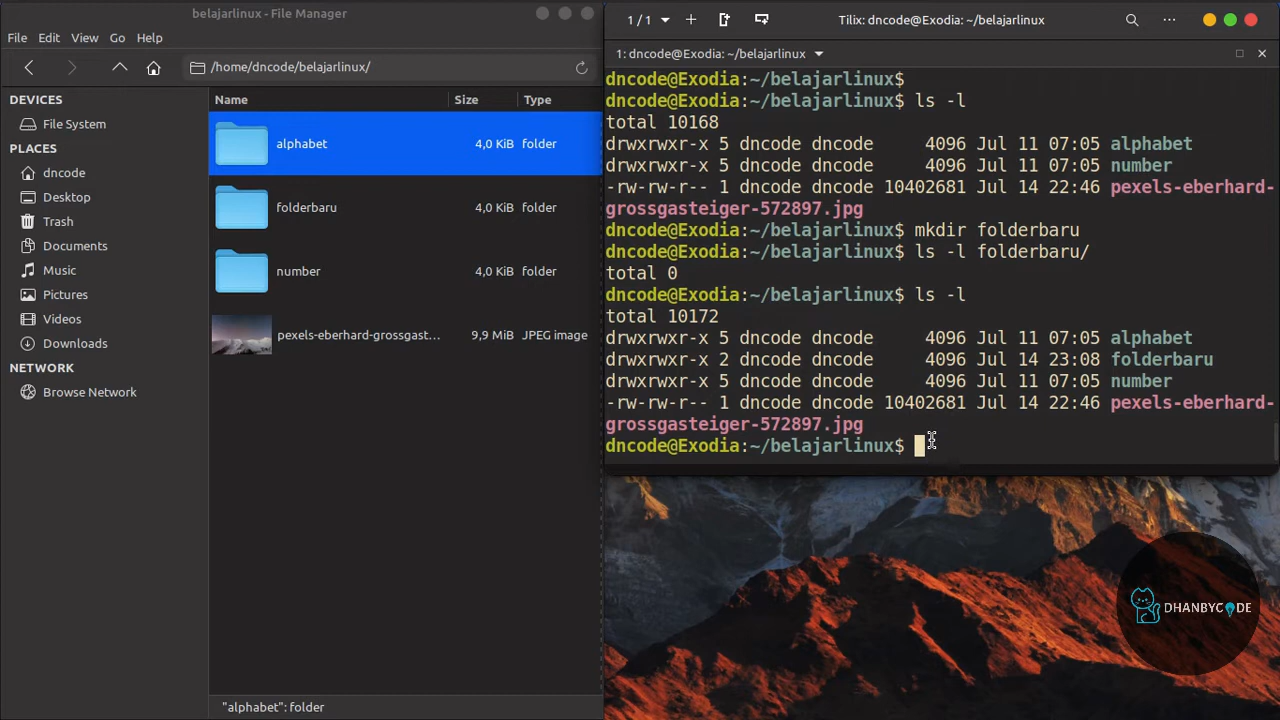 belajarlinux - File Manager
File Edit View Go Help
/home/dncode/belajarlinux/
DEVICES
File System
PLACES
dncode
Desktop
Trash
Documents
Music
Pictures
Videos
Downloads
NETWORK
Browse Network
Name Size Type
alphabet 4,0 KiB folder
folderbaru 4,0 KiB folder
number 4,0 KiB folder
pexels-eberhard-grossgast... 9,9 MiB JPEG image
"alphabet": folder
1 / 1 Tilix: dncode@Exodia: ~/belajarlinux
1: dncode@Exodia: ~/belajarlinux
dncode@Exodia:~/belajarlinux$
dncode@Exodia:~/belajarlinux$ ls -l
total 10168
drwxrwxr-x 5 dncode dncode     4096 Jul 11 07:05 alphabet
drwxrwxr-x 5 dncode dncode     4096 Jul 11 07:05 number
-rw-rw-r-- 1 dncode dncode 10402681 Jul 14 22:46 pexels-eberhard-
grossgasteiger-572897.jpg
dncode@Exodia:~/belajarlinux$ mkdir folderbaru
dncode@Exodia:~/belajarlinux$ ls -l folderbaru/
total 0
dncode@Exodia:~/belajarlinux$ ls -l
total 10172
drwxrwxr-x 5 dncode dncode     4096 Jul 11 07:05 alphabet
drwxrwxr-x 2 dncode dncode     4096 Jul 14 23:08 folderbaru
drwxrwxr-x 5 dncode dncode     4096 Jul 11 07:05 number
-rw-rw-r-- 1 dncode dncode 10402681 Jul 14 22:46 pexels-eberhard-
grossgasteiger-572897.jpg
dncode@Exodia:~/belajarlinux$
DHANBYCODE